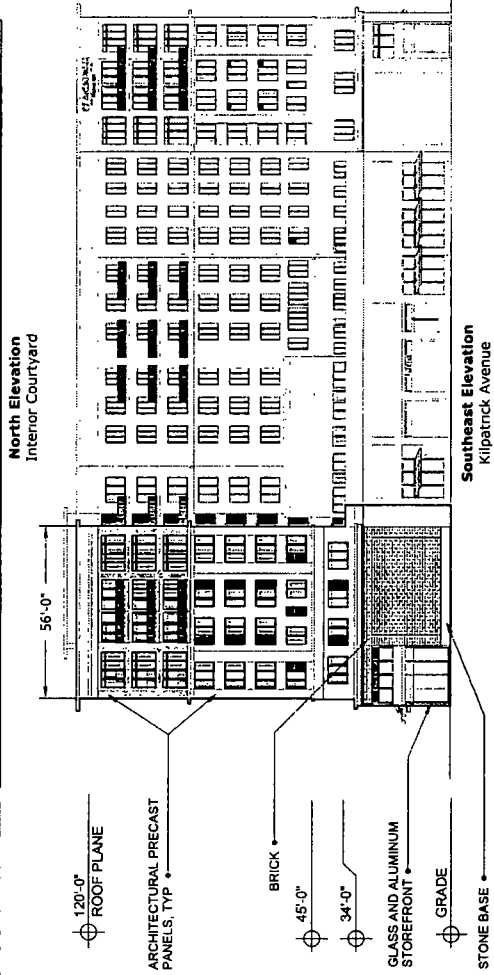 North Elevation
Interior Courtyard
56'-0"
120'-0"
ROOF PLANE
ARCHITECTURAL PRECAST
PANELS, TYP
BRICK
45'-0"
34'-0"
GLASS AND ALUMINUM
STOREFRONT
GRADE
STONE BASE
Southeast Elevation
Kilpatrick Avenue